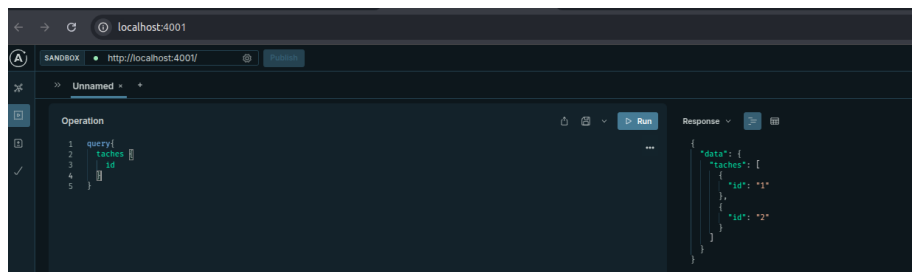 localhost:4001
A SANDBOX http://localhost:4001/ Publish
Unnamed × +
Operation Run
1 query{
2 taches {
3 id
4 }
5 }
Response
{
"data": {
"taches": [
{
"id": "1"
},
{
"id": "2"
}
]
}
}